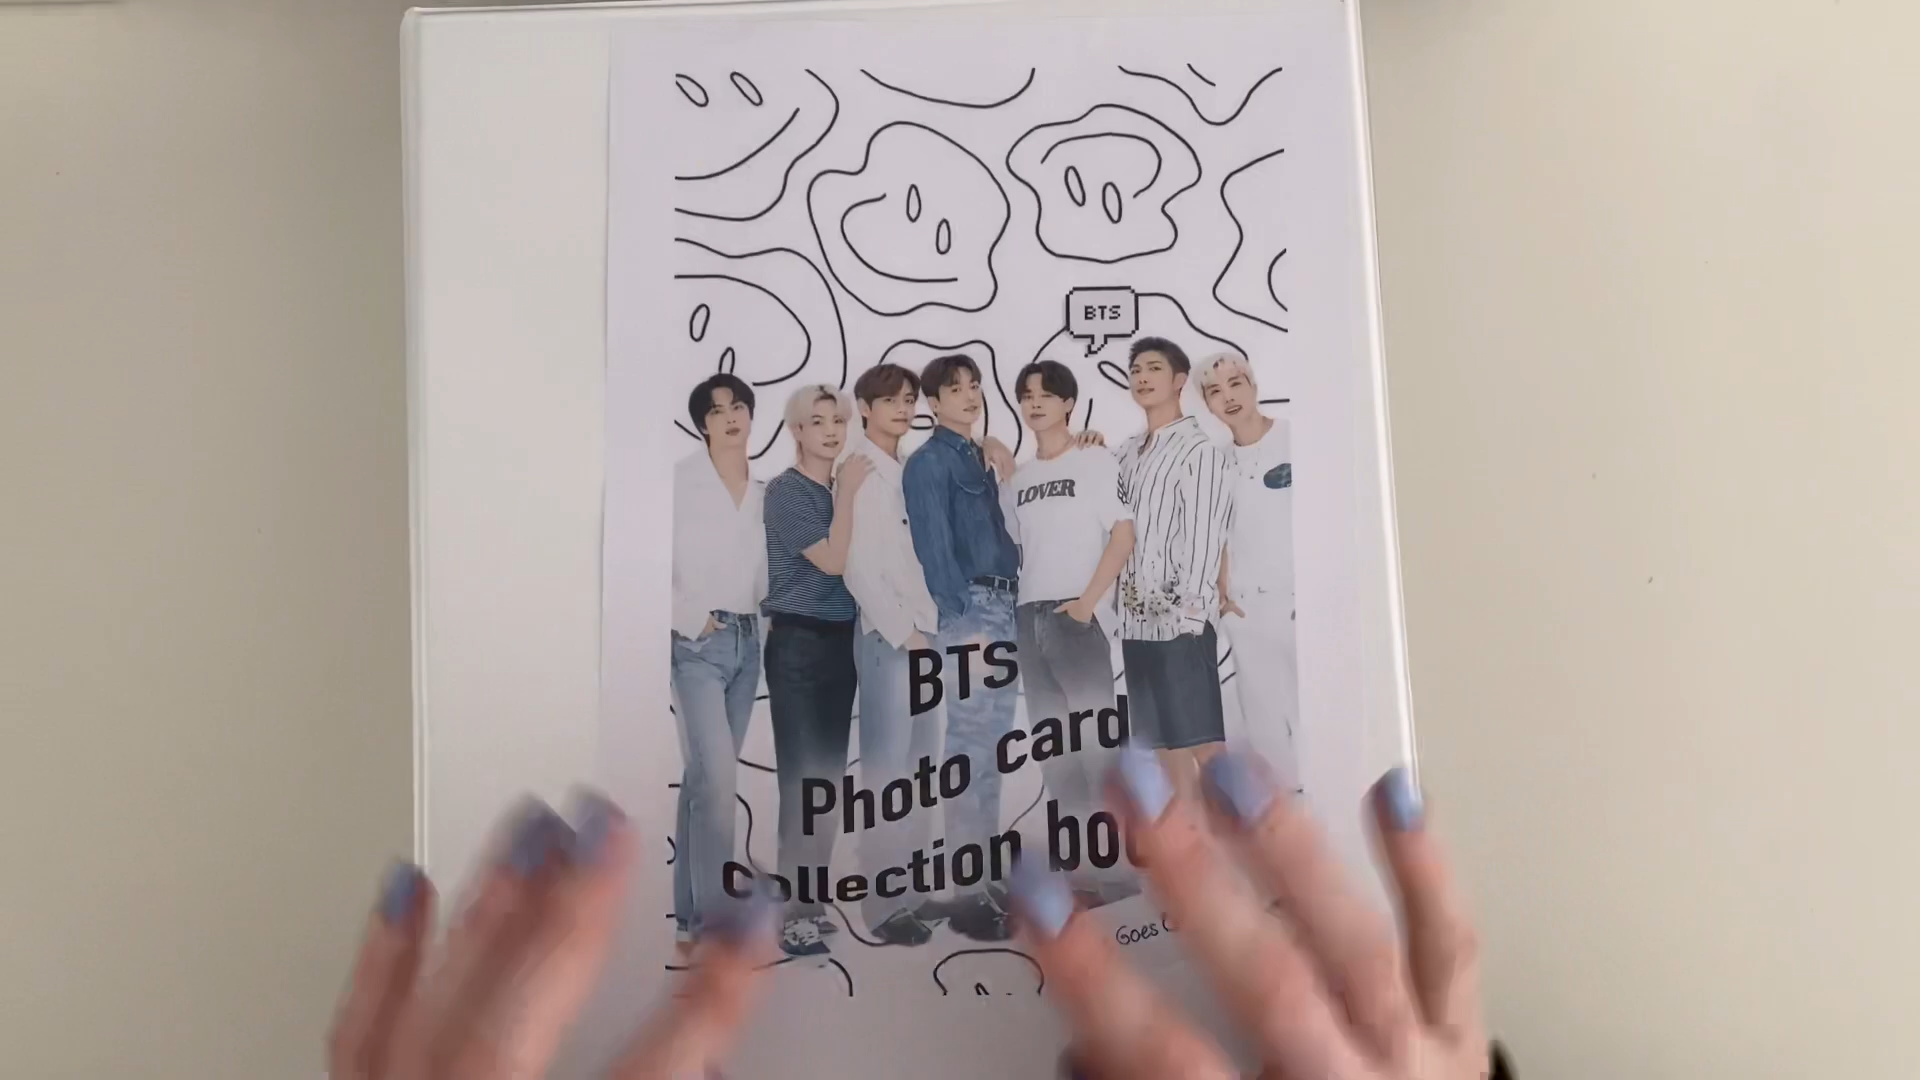 BTS
LOVER
BTS
Photo card
Collection
Goes